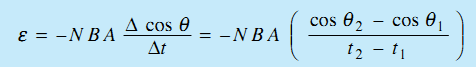 ε = −N B A Δ cos θ / Δt = −N B A ( cos θ₂ − cos θ₁ / t₂ − t₁ )